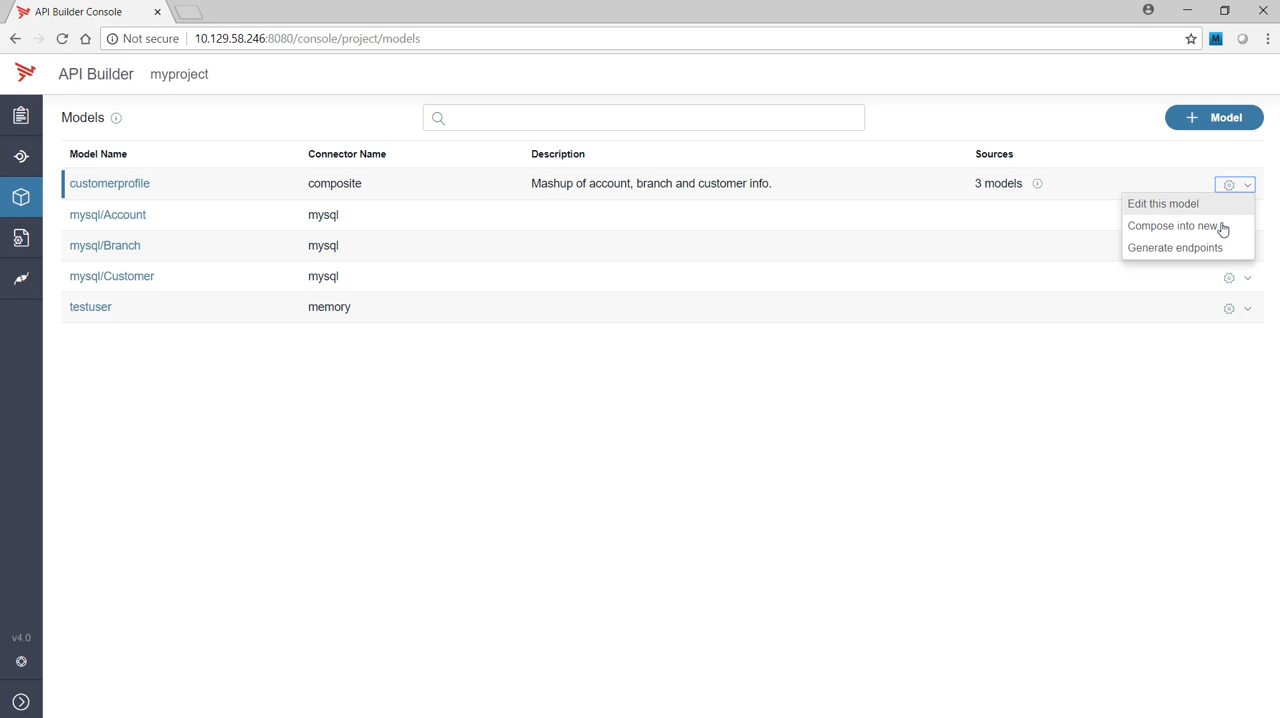 API Builder Console
Not secure 10.129.58.246:8080/console/project/models M
API Builder myproject
Models
+ Model
Model Name Connector Name Description Sources
customerprofile composite Mashup of account, branch and customer info. 3 models
Edit this model
mysql/Account mysql
Compose into new
mysql/Branch mysql
Generate endpoints
mysql/Customer mysql
testuser memory
v4.0